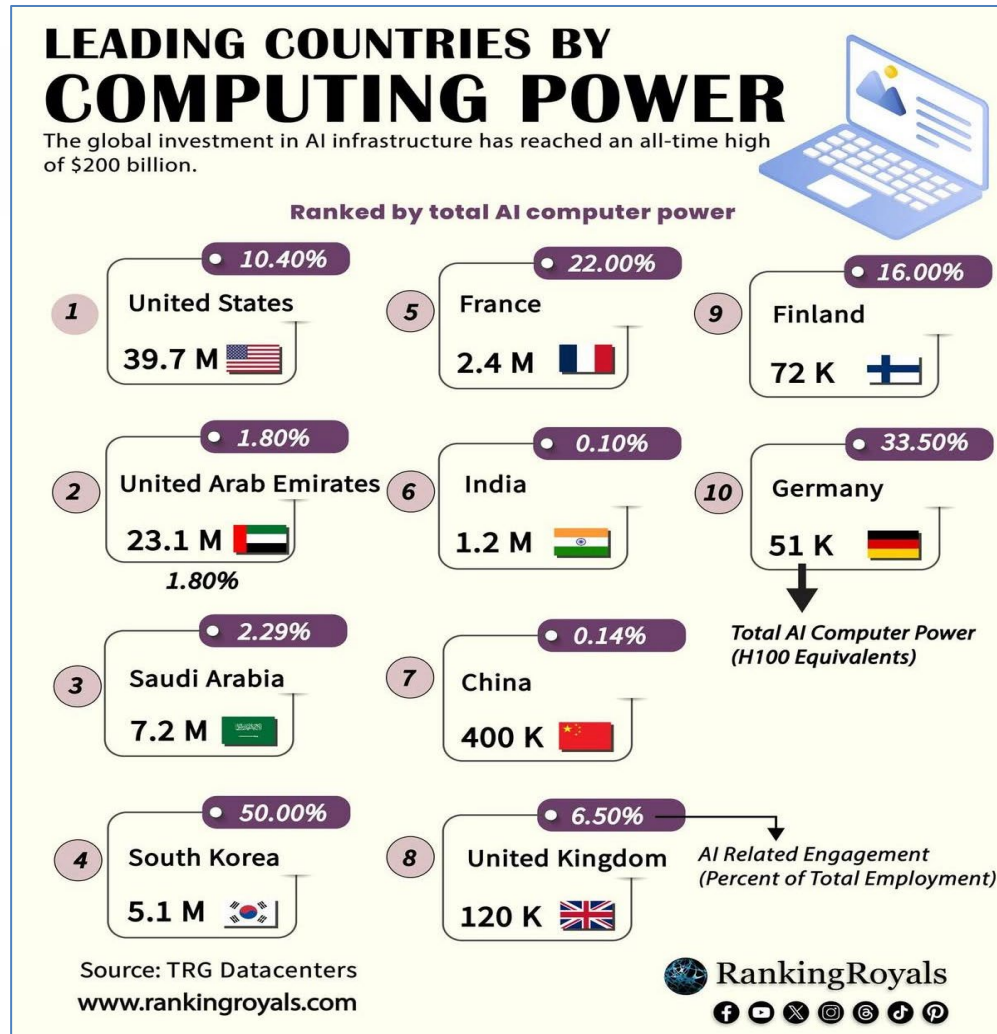 LEADING COUNTRIES BY
COMPUTING POWER
The global investment in AI infrastructure has reached an all-time high
of $200 billion.
Ranked by total AI computer power
10.40%
1
United States
39.7 M
1.80%
2
United Arab Emirates
23.1 M
1.80%
2.29%
3
Saudi Arabia
7.2 M
50.00%
4
South Korea
5.1 M
22.00%
5
France
2.4 M
0.10%
6
India
1.2 M
0.14%
7
China
400 K
6.50%
8
United Kingdom
120 K
AI Related Engagement
(Percent of Total Employment)
16.00%
9
Finland
72 K
33.50%
10
Germany
51 K
Total AI Computer Power
(H100 Equivalents)
Source: TRG Datacenters
www.rankingroyals.com
RankingRoyals